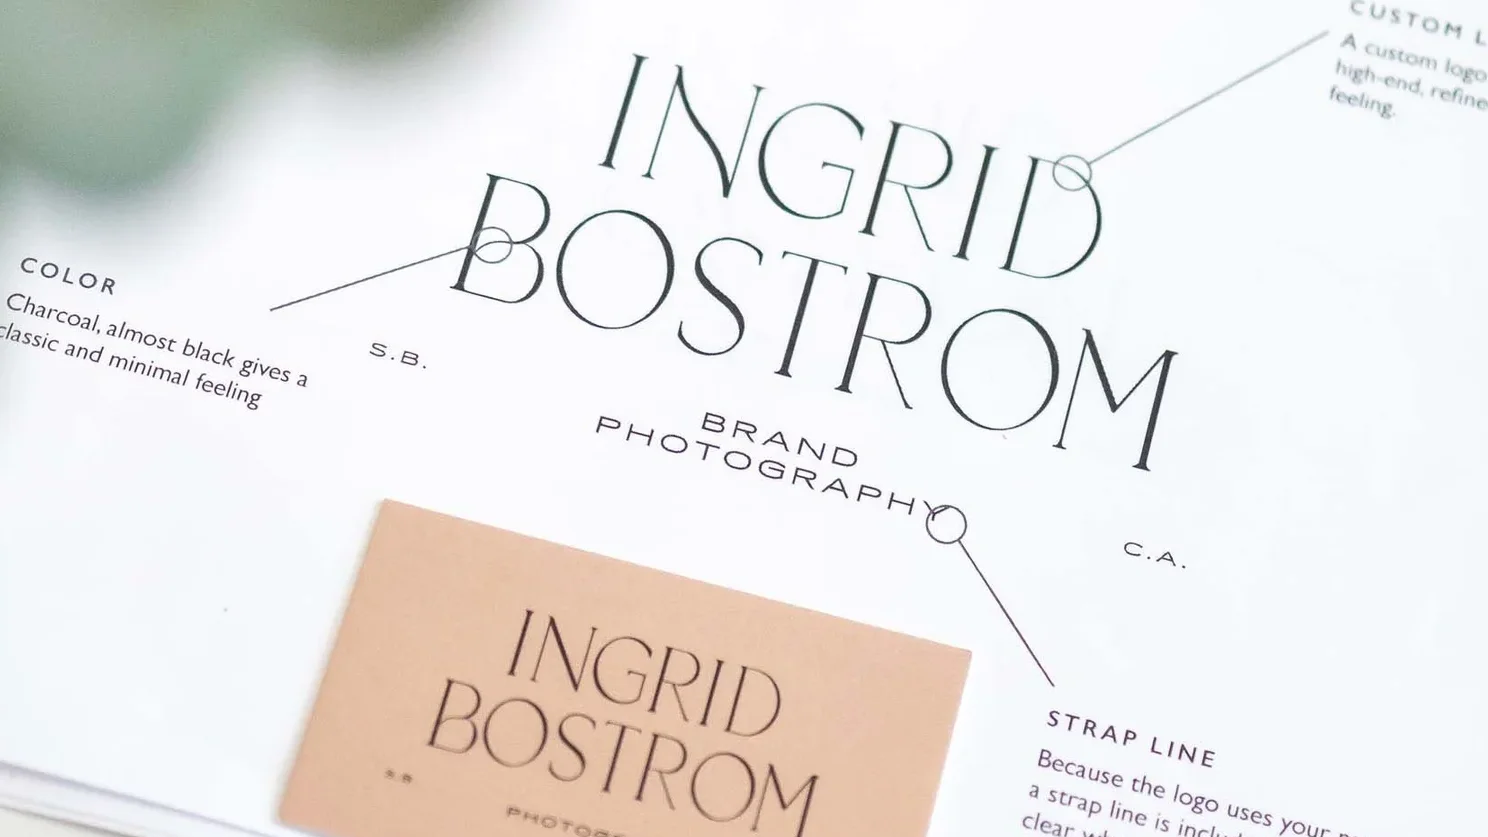 CUSTOM
A custom logo
high-end,
feeling.
INGRID
BOSTROM
COLOR
Charcoal, almost black gives a
classic and minimal feeling
S.B.
BRAND
PHOTOGRAPHY
C.A.
INGRID
BOSTROM
S.B
STRAP LINE
Because the logo uses your
a strap line is
clear